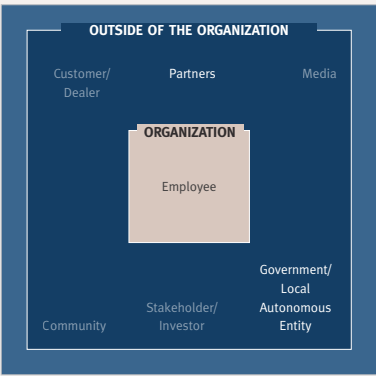 OUTSIDE OF THE ORGANIZATION
Customer/
Dealer
Partners
Media
ORGANIZATION
Employee
Community
Stakeholder/
Investor
Government/
Local
Autonomous
Entity